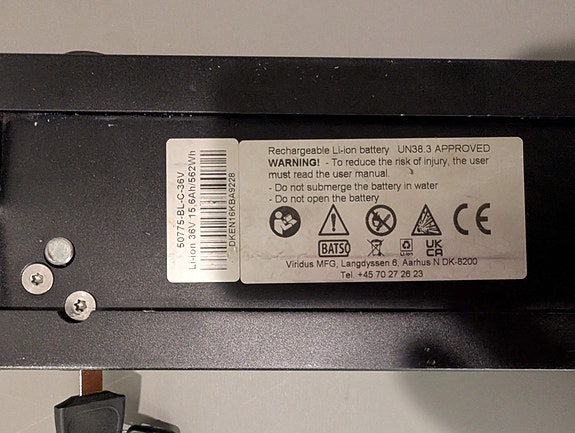 50775-BL-C-36V
Li-ion 36V 15.6Ah/562Wh
DKEN16KBA9228
Rechargeable Li-ion battery UN38.3 APPROVED
WARNING! - To reduce the risk of injury, the user
must read the user manual.
- Do not submerge the battery in water
- Do not open the battery
CE
BATSO
Li-ion
UK
CA
Viridus MFG, Langdyssen 6, Aarhus N DK-8200
Tel. +45 70 27 26 23